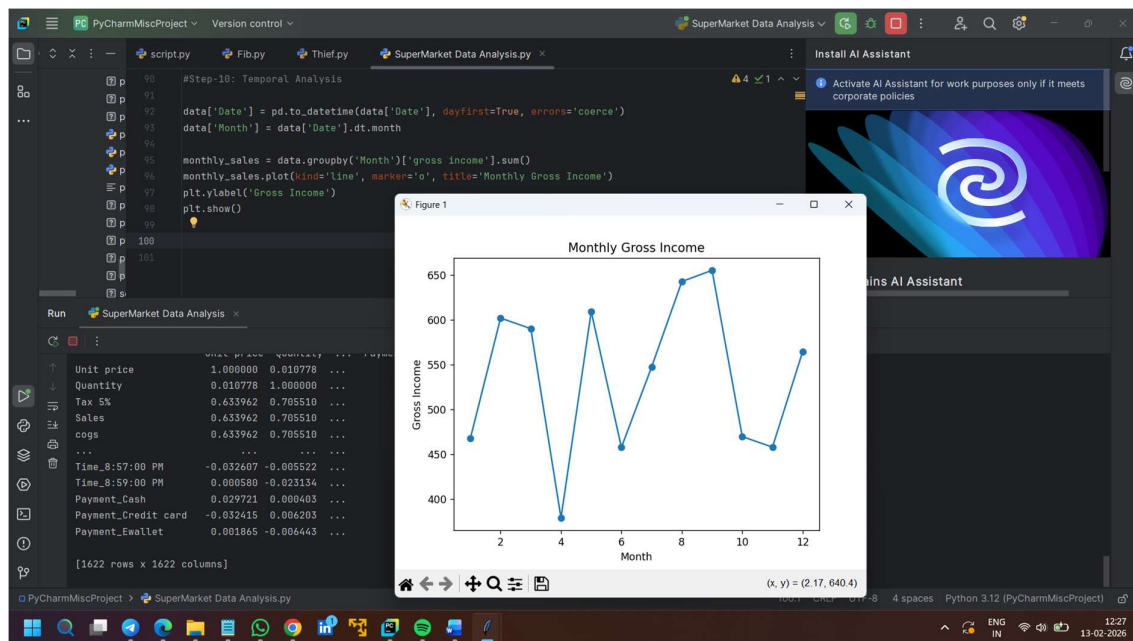 PC PyCharmMiscProject Version control SuperMarket Data Analysis
script.py Fib.py Thief.py SuperMarket Data Analysis.py
Install AI Assistant
Activate AI Assistant for work purposes only if it meets
corporate policies
ins AI Assistant
4 1
90 #Step-10: Temporal Analysis
91
92 data['Date'] = pd.to_datetime(data['Date'], dayfirst=True, errors='coerce')
93 data['Month'] = data['Date'].dt.month
94
95 monthly_sales = data.groupby('Month')['gross income'].sum()
96 monthly_sales.plot(kind='line', marker='o', title='Monthly Gross Income')
97 plt.ylabel('Gross Income')
98 plt.show()
99
100
101
Figure 1
Monthly Gross Income
650
600
550
500
450
400
Gross Income
2 4 6 8 10 12
Month
(x, y) = (2.17, 640.4)
Run SuperMarket Data Analysis
Unit price 1.000000 0.010778 ...
Quantity 0.010778 1.000000 ...
Tax 5% 0.633962 0.705510 ...
Sales 0.633962 0.705510 ...
cogs 0.633962 0.705510 ...
... ... ... ...
Time_8:57:00 PM -0.032607 -0.005522 ...
Time_8:59:00 PM 0.000580 -0.023134 ...
Payment_Cash 0.029721 0.000403 ...
Payment_Credit card -0.032415 0.006203 ...
Payment_Ewallet 0.001865 -0.006443 ...
[1622 rows x 1622 columns]
PyCharmMiscProject > SuperMarket Data Analysis.py
4 spaces Python 3.12 (PyCharmMiscProject)
ENG
IN
12:27
13-02-2026